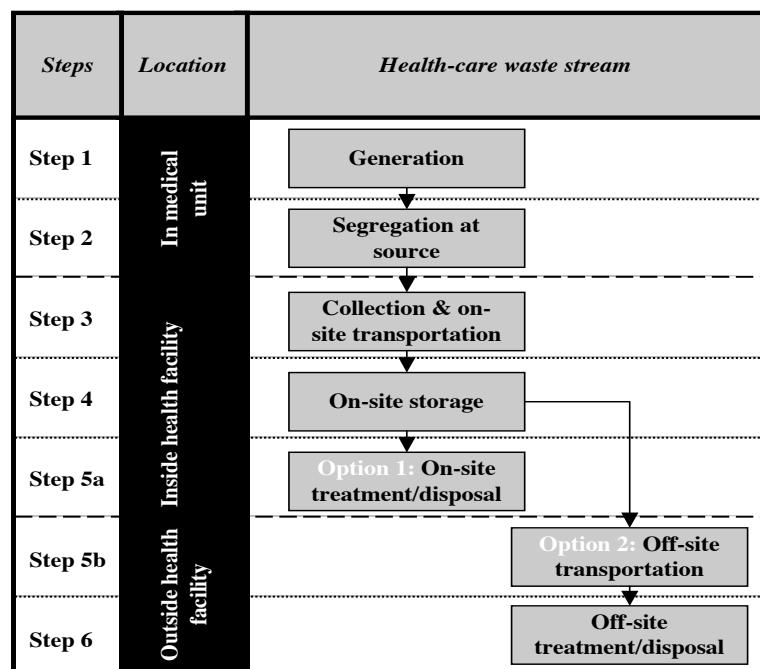 Steps
Location
Health-care waste stream
Step 1
In medical
unit
Generation
Step 2
Segregation at
source
Step 3
Inside health facility
Collection & on-
site transportation
Step 4
On-site storage
Step 5a
Option 1: On-site
treatment/disposal
Step 5b
Outside health
facility
Option 2: Off-site
transportation
Step 6
Off-site
treatment/disposal